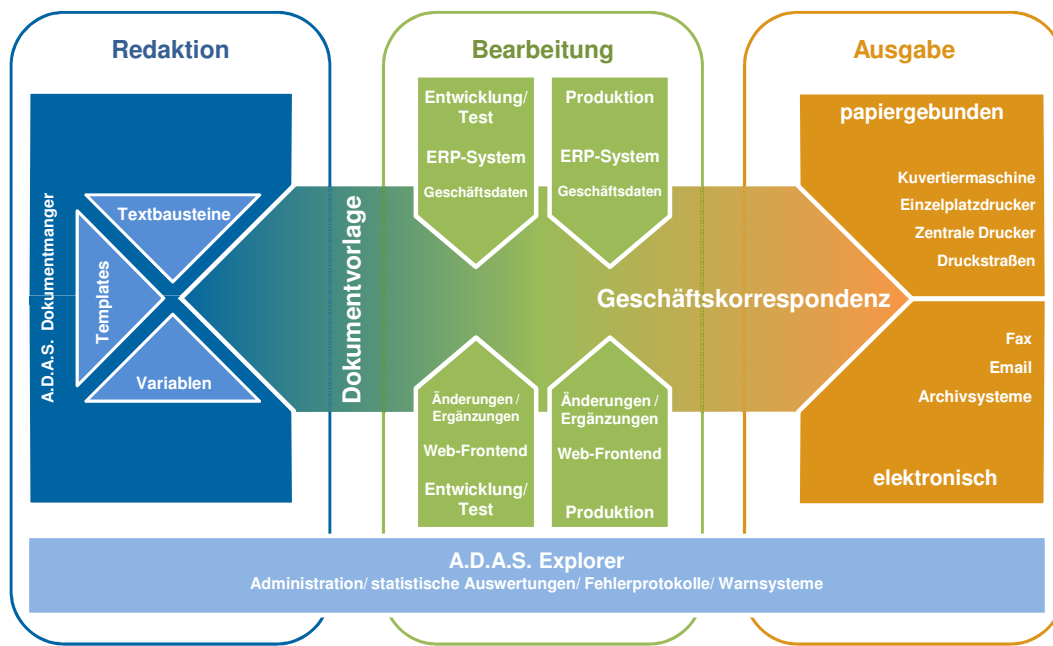 Redaktion
A.D.A.S. Dokumentmanger
Textbausteine
Templates
Variablen
Dokumentvorlage
Bearbeitung
Entwicklung/
Test
ERP-System
Geschäftsdaten
Produktion
ERP-System
Geschäftsdaten
Geschäftskorrespondenz
Änderungen /
Ergänzungen
Web-Frontend
Entwicklung/
Test
Änderungen /
Ergänzungen
Web-Frontend
Produktion
Ausgabe
papiergebunden
Kuvertiermaschine
Einzelplatzdrucker
Zentrale Drucker
Druckstraßen
Fax
Email
Archivsysteme
elektronisch
A.D.A.S. Explorer
Administration/ statistische Auswertungen/ Fehlerprotokolle/ Warnsysteme